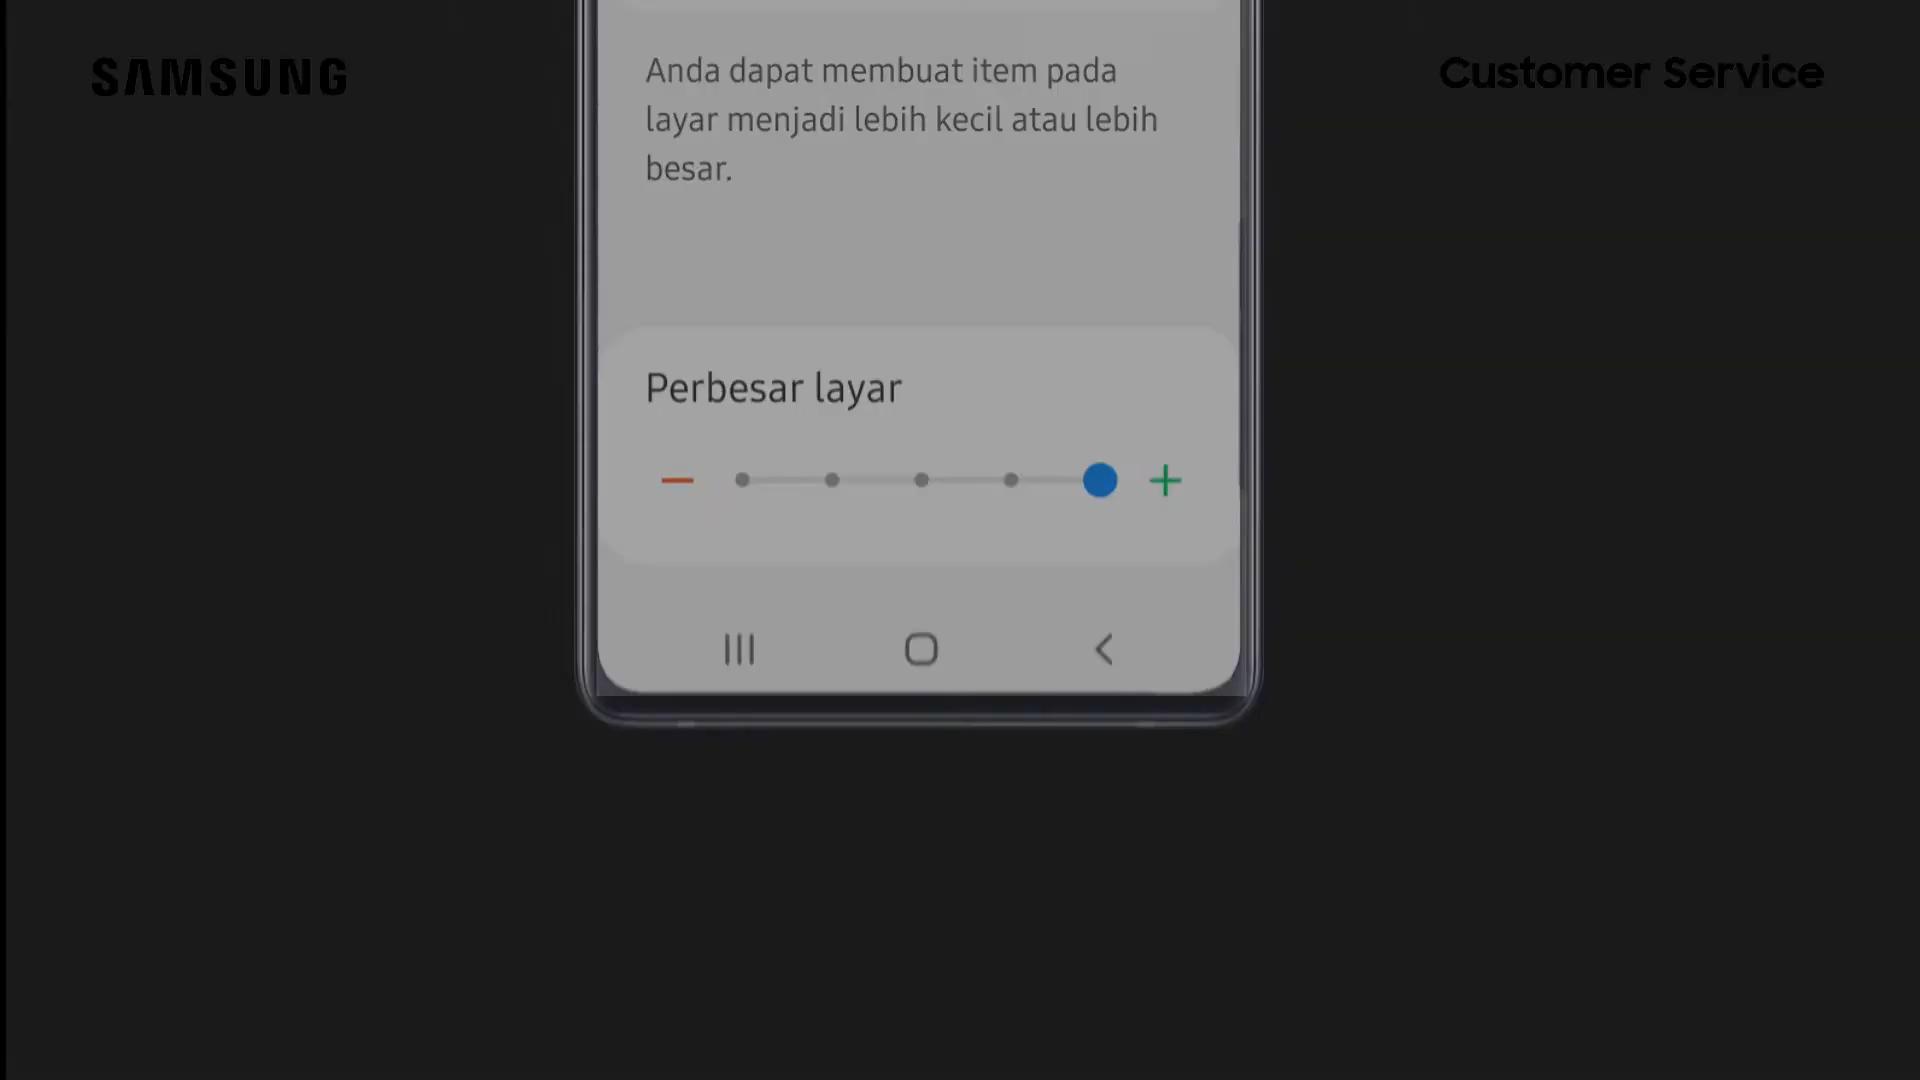 SAMSUNG
Customer Service
Anda dapat membuat item pada
layar menjadi lebih kecil atau lebih
besar.
Perbesar layar